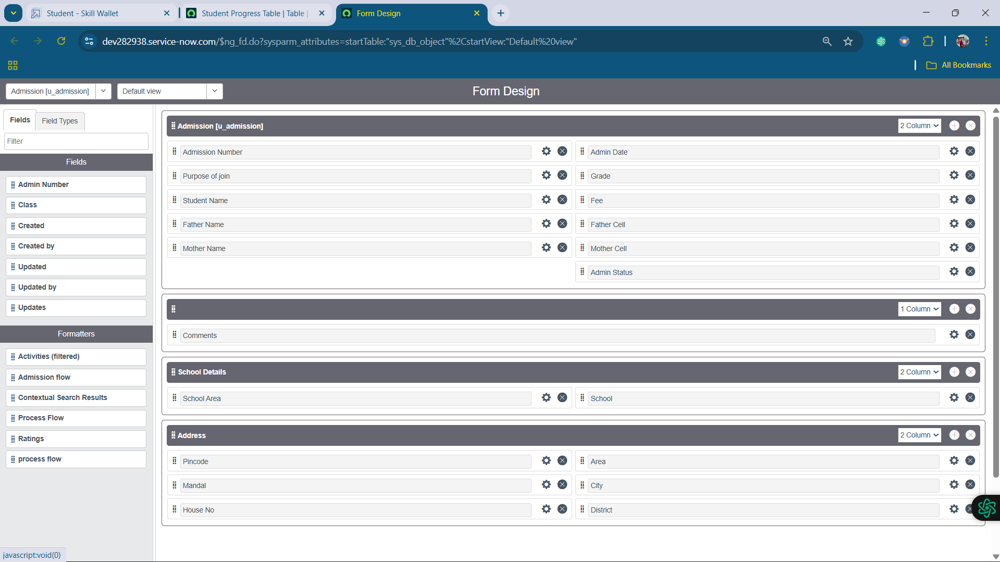 Student - Skill Wallet
Student Progress Table | Table |
Form Design
dev282938.service-now.com/$ng_fd.do?sysparm_attributes=startTable:"sys_db_object"%2CstartView:"Default%20view"
All Bookmarks
Admission [u_admission]
Default view
Form Design
Fields
Field Types
Filter
Fields
Admin Number
Class
Created
Created by
Updated
Updated by
Updates
Formatters
Activities (filtered)
Admission flow
Contextual Search Results
Process Flow
Ratings
process flow
Admission [u_admission]
2 Column
Admission Number
Admin Date
Purpose of join
Grade
Student Name
Fee
Father Name
Father Cell
Mother Name
Mother Cell
Admin Status
1 Column
Comments
School Details
2 Column
School Area
School
Address
2 Column
Pincode
Area
Mandal
City
House No
District
javascript:void(0)